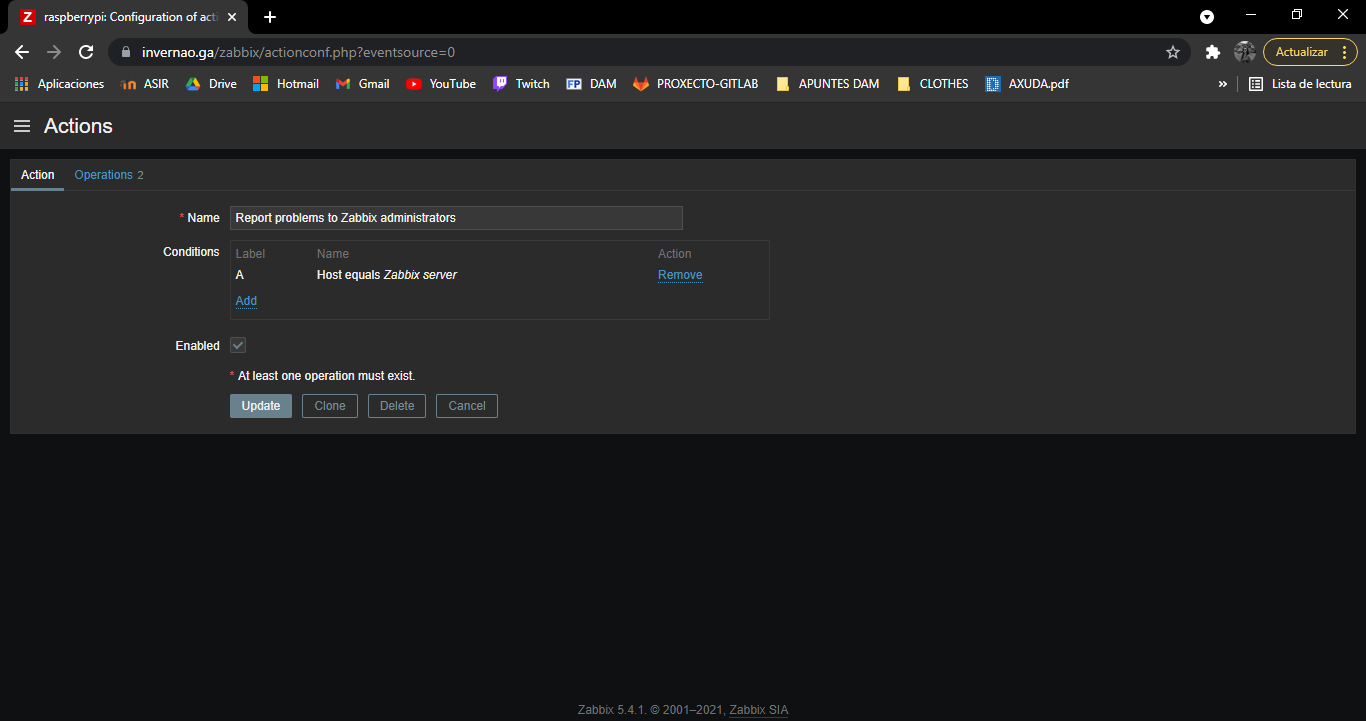 Z raspberrypi: Configuration of acti
invernao.ga/zabbix/actionconf.php?eventsource=0
Actualizar
Aplicaciones ASIR Drive Hotmail Gmail YouTube Twitch FP DAM PROXECTO-GITLAB APUNTES DAM CLOTHES AXUDA.pdf » Lista de lectura
Actions
Action Operations 2
* Name Report problems to Zabbix administrators
Conditions Label Name Action
A Host equals Zabbix server Remove
Add
Enabled
* At least one operation must exist.
Update Clone Delete Cancel
Zabbix 5.4.1. © 2001–2021, Zabbix SIA